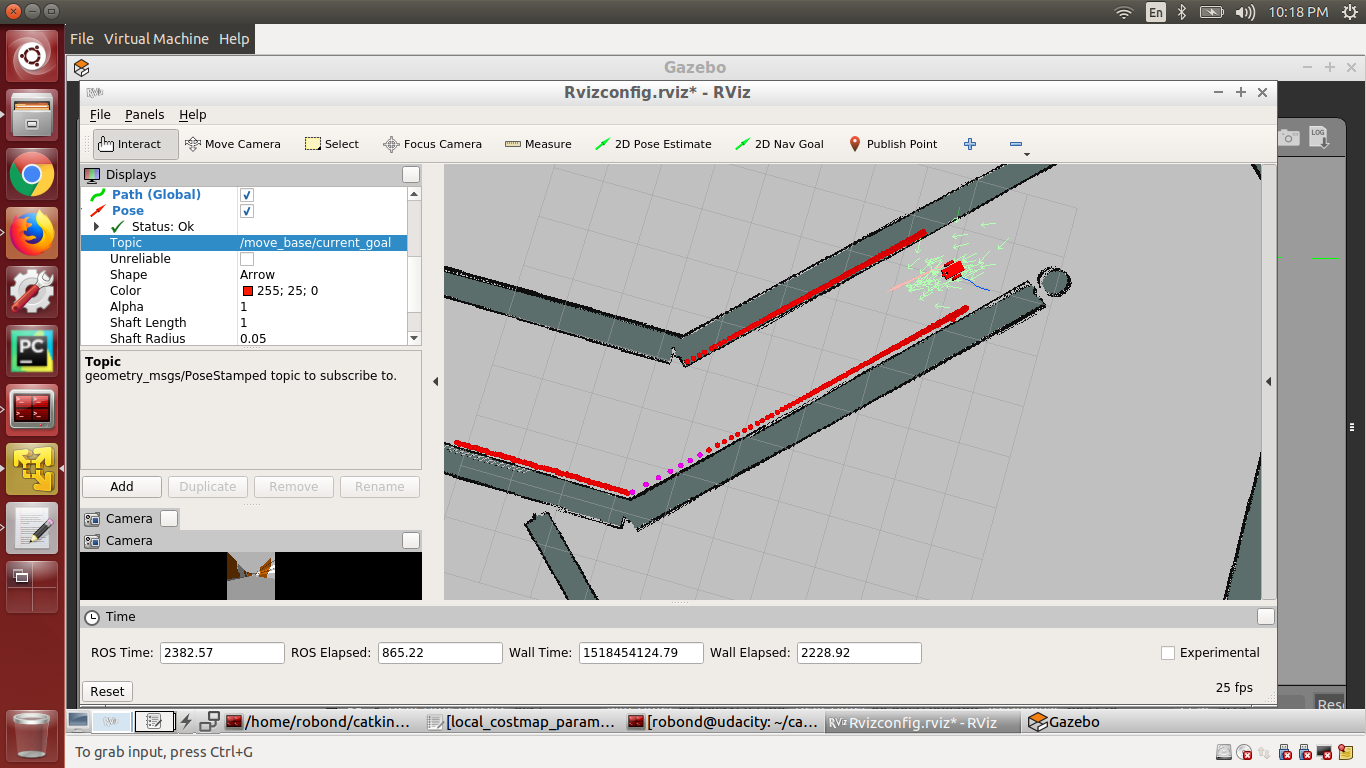 En
10:18 PM
File Virtual Machine Help
Gazebo
RViz Rvizconfig.rviz* - RViz
File Panels Help
Interact Move Camera Select Focus Camera Measure 2D Pose Estimate 2D Nav Goal Publish Point
LOG
Displays
Path (Global)
Pose
Status: Ok
Topic /move_base/current_goal
Unreliable
Shape Arrow
Color 255; 25; 0
Alpha 1
Shaft Length 1
Shaft Radius 0.05
Topic
geometry_msgs/PoseStamped topic to subscribe to.
Add Duplicate Remove Rename
Camera
Camera
PC
Time
ROS Time: 2382.57 ROS Elapsed: 865.22 Wall Time: 1518454124.79 Wall Elapsed: 2228.92 Experimental
Reset 25 fps
Rese
/home/robond/catkin... [local_costmap_param... [robond@udacity: ~/ca... RViz Rvizconfig.rviz* - RViz Gazebo
To grab input, press Ctrl+G